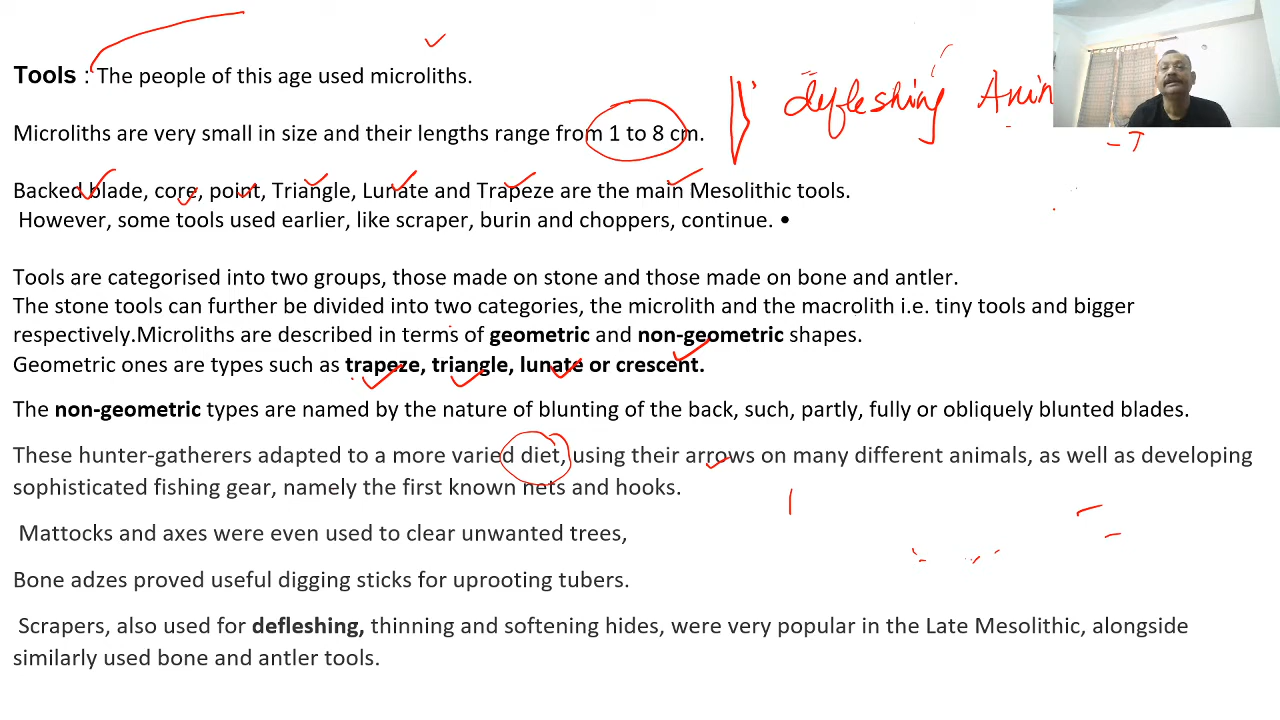 Tools : The people of this age used microliths.
defleshing Anim
Microliths are very small in size and their lengths range from 1 to 8 cm.
Backed blade, core, point, Triangle, Lunate and Trapeze are the main Mesolithic tools.
However, some tools used earlier, like scraper, burin and choppers, continue. •
Tools are categorised into two groups, those made on stone and those made on bone and antler.
The stone tools can further be divided into two categories, the microlith and the macrolith i.e. tiny tools and bigger
respectively.Microliths are described in terms of geometric and non-geometric shapes.
Geometric ones are types such as trapeze, triangle, lunate or crescent.
The non-geometric types are named by the nature of blunting of the back, such, partly, fully or obliquely blunted blades.
These hunter-gatherers adapted to a more varied diet, using their arrows on many different animals, as well as developing
sophisticated fishing gear, namely the first known nets and hooks.
Mattocks and axes were even used to clear unwanted trees,
Bone adzes proved useful digging sticks for uprooting tubers.
Scrapers, also used for defleshing, thinning and softening hides, were very popular in the Late Mesolithic, alongside
similarly used bone and antler tools.